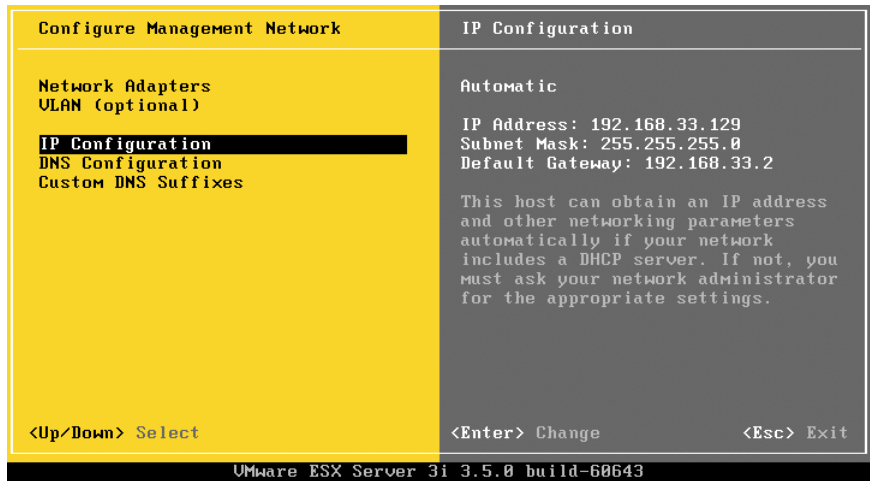 Configure Management Network
Network Adapters
VLAN (optional)
IP Configuration
DNS Configuration
Custom DNS Suffixes
<Up/Down> Select
IP Configuration
Automatic
IP Address: 192.168.33.129
Subnet Mask: 255.255.255.0
Default Gateway: 192.168.33.2
This host can obtain an IP address
and other networking parameters
automatically if your network
includes a DHCP server. If not, you
must ask your network administrator
for the appropriate settings.
<Enter> Change <Esc> Exit
VMware ESX Server 3i 3.5.0 build-60643